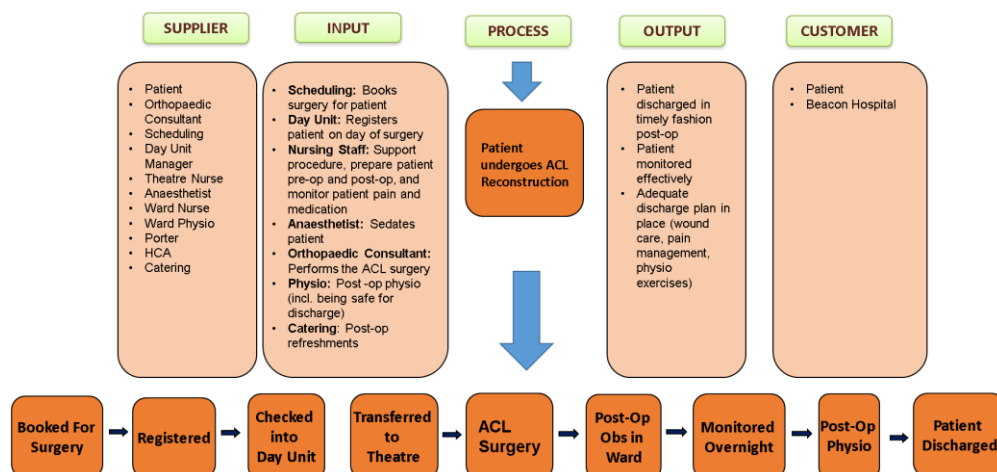 SUPPLIER
INPUT
PROCESS
OUTPUT
CUSTOMER
• Patient
• Orthopaedic
Consultant
• Scheduling
• Day Unit
Manager
• Theatre Nurse
• Anaesthetist
• Ward Nurse
• Ward Physio
• Porter
• HCA
• Catering
• Scheduling: Books
surgery for patient
• Day Unit: Registers
patient on day of surgery
• Nursing Staff: Support
procedure, prepare patient
pre-op and post-op, and
monitor patient pain and
medication
• Anaesthetist: Sedates
patient
• Orthopaedic Consultant:
Performs the ACL surgery
• Physio: Post -op physio
(incl. being safe for
discharge)
• Catering: Post-op
refreshments
Patient
undergoes ACL
Reconstruction
• Patient
discharged in
timely fashion
post-op
• Patient
monitored
effectively
• Adequate
discharge plan in
place (wound
care, pain
management,
physio
exercises)
• Patient
• Beacon Hospital
Booked For
Surgery
Registered
Checked
into
Day Unit
Transferred
to
Theatre
ACL
Surgery
Post-Op
Obs in
Ward
Monitored
Overnight
Post-Op
Physio
Patient
Discharged